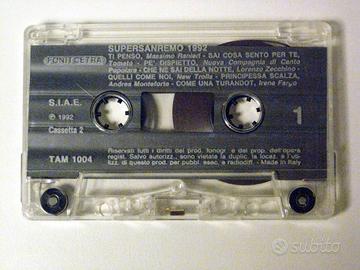 FONIT CETRA
SUPERSANREMO 1992
TI PENSO, Massimo Ranieri - SAI COSA SENTO PER TE,
Tomato - PE' DISPIETTO, Nuova Compagnia di Canto
Popolare - CHE NE SAI DELLA NOTTE, Lorenzo Zecchino -
QUELLI COME NOI, New Trolls - PRINCIPESSA SCALZA,
Andrea Monteforte - COME UNA TURANDOT, Irene Fargo
S.I.A.E.
℗ 1992
Cassetta 2
1
TAM 1004
Riservati tutti i diritti del prod. fonogr. e del prop. dell'opera
regist. Salvo autorizz., sono vietate la duplic. la locaz. e l'uti-
lizz. di questo prod. per pubbl. esec. e radiodiff. - Made in Italy
subito